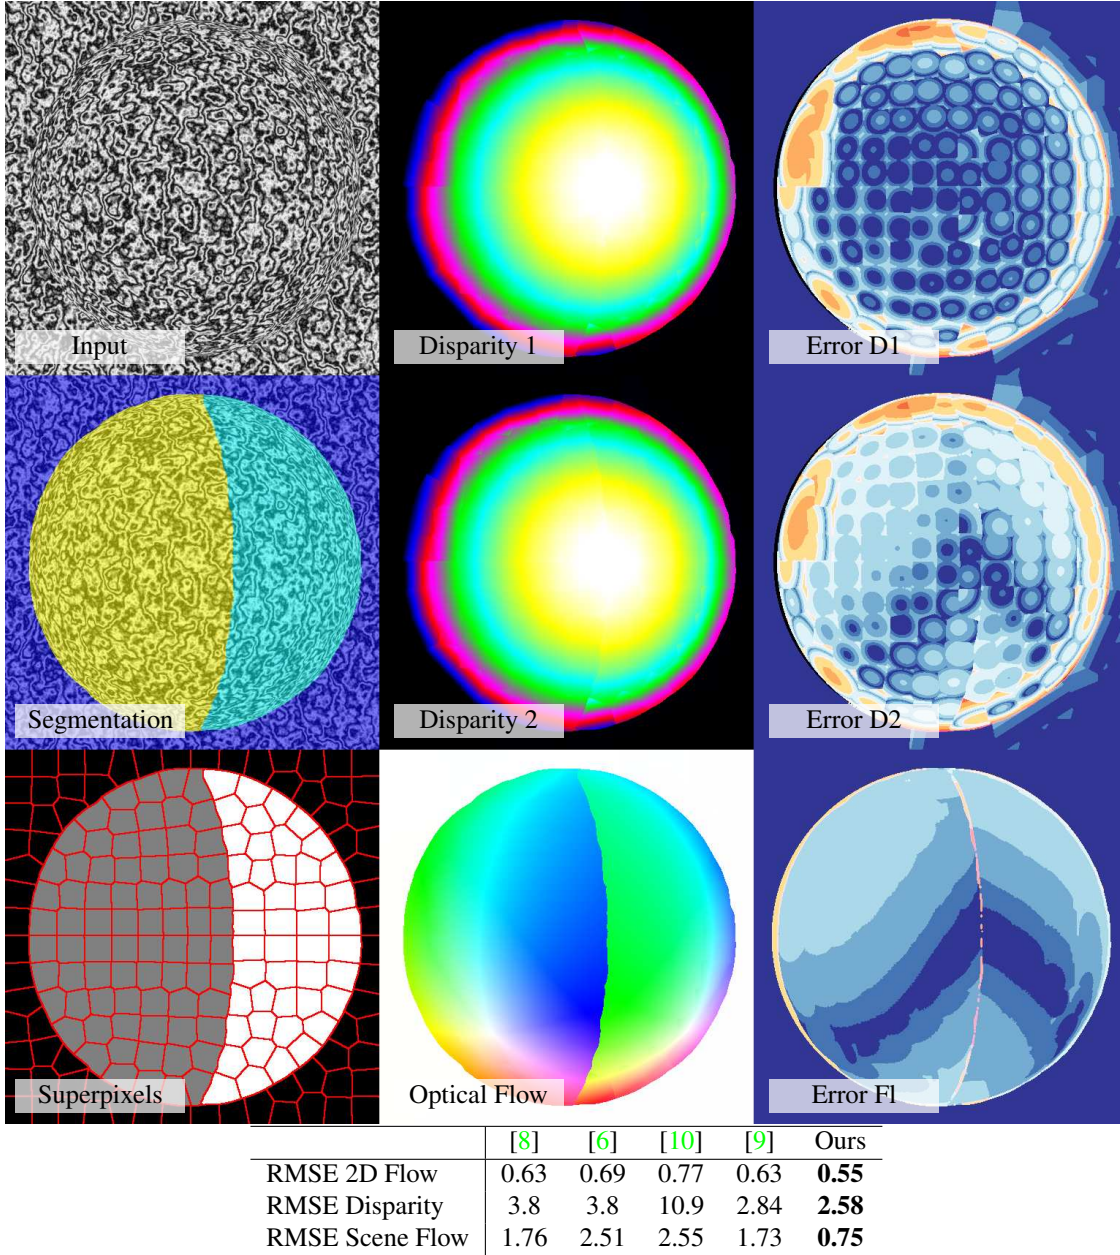 Input Disparity 1 Error D1
Segmentation Disparity 2 Error D2
Superpixels Optical Flow Error Fl
[8] [6] [10] [9] Ours
RMSE 2D Flow 0.63 0.69 0.77 0.63 0.55
RMSE Disparity 3.8 3.8 10.9 2.84 2.58
RMSE Scene Flow 1.76 2.51 2.55 1.73 0.75